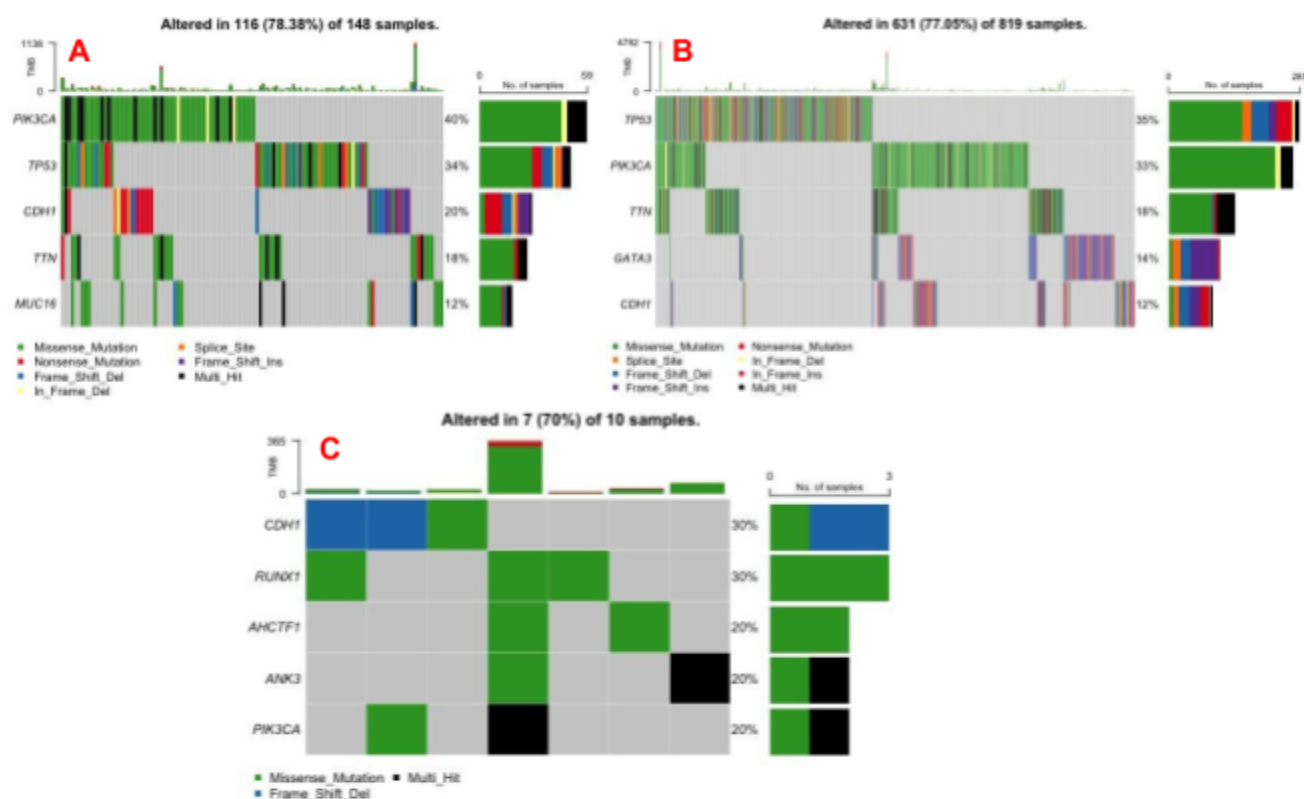 Altered in 116 (78.38%) of 148 samples.
A
1138
TMB
0
0
59
No. of samples
PIK3CA
40%
TP53
34%
CDH1
20%
TTN
18%
MUC16
12%
Missense_Mutation
Splice_Site
Nonsense_Mutation
Frame_Shift_Ins
Frame_Shift_Del
Multi_Hit
In_Frame_Del
Altered in 631 (77.05%) of 819 samples.
B
4782
TMB
0
0
No. of samples
TP53
35%
PIK3CA
33%
TTN
18%
GATA3
14%
CDH1
12%
Missense_Mutation
Nonsense_Mutation
Splice_Site
In_Frame_Del
Frame_Shift_Del
In_Frame_Ins
Frame_Shift_Ins
Multi_Hit
Altered in 7 (70%) of 10 samples.
C
365
TMB
0
0
3
No. of samples
CDH1
30%
RUNX1
30%
AHCTF1
20%
ANK3
20%
PIK3CA
20%
Missense_Mutation
Multi_Hit
Frame_Shift_Del